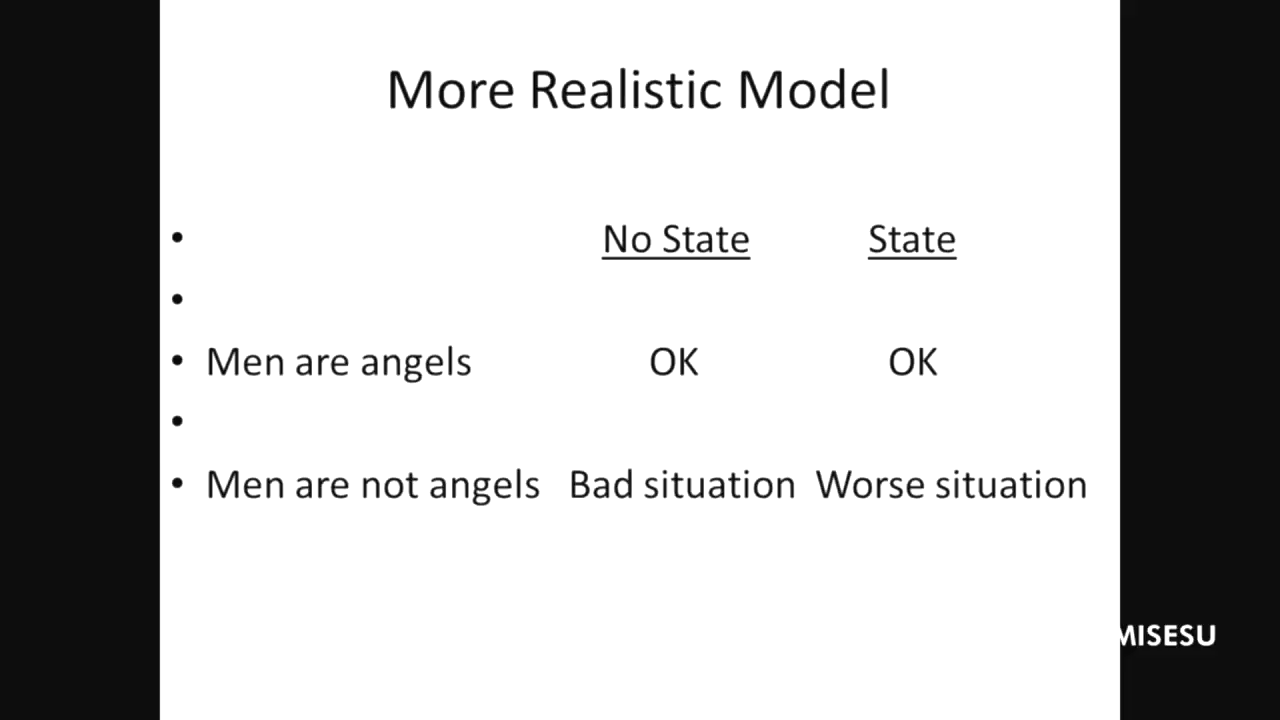 More Realistic Model
• No State State
•
• Men are angels OK OK
•
• Men are not angels Bad situation Worse situation
MISESU